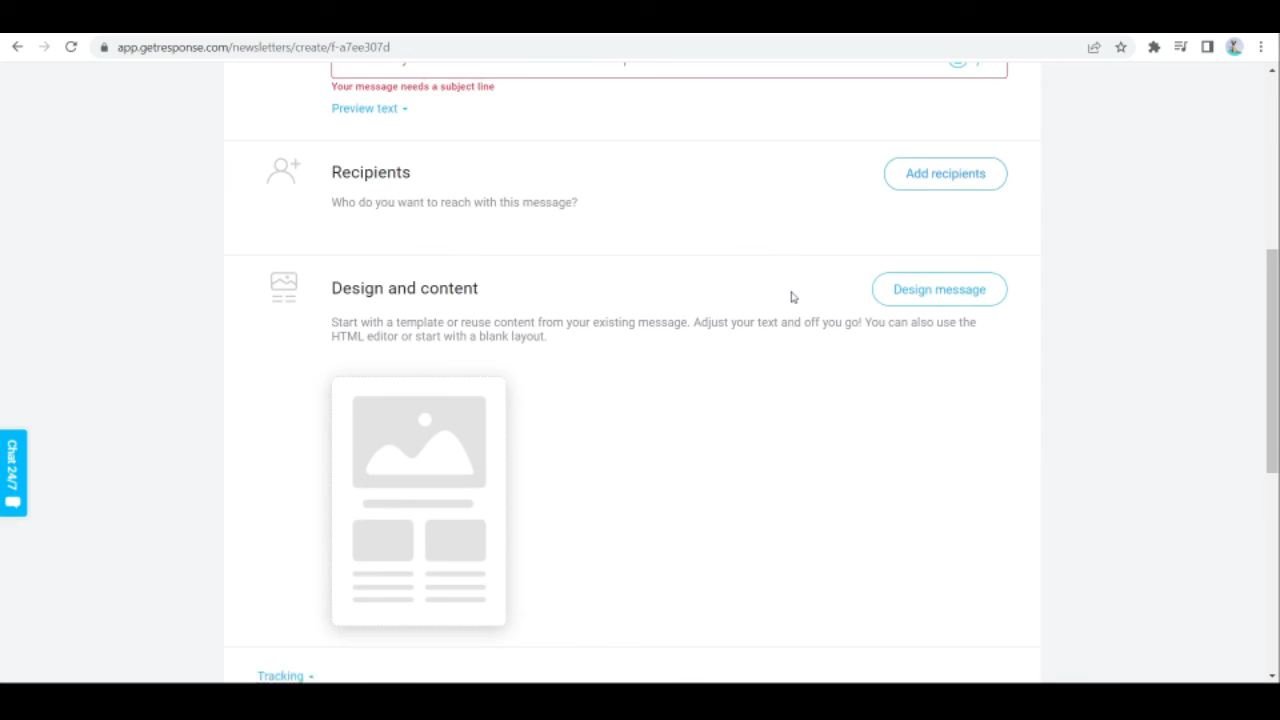 app.getresponse.com/newsletters/create/f-a7ee307d
Your message needs a subject line
Preview text
Recipients
Add recipients
Who do you want to reach with this message?
Design and content
Design message
Start with a template or reuse content from your existing message. Adjust your text and off you go! You can also use the
HTML editor or start with a blank layout.
Chat 24/7
Tracking